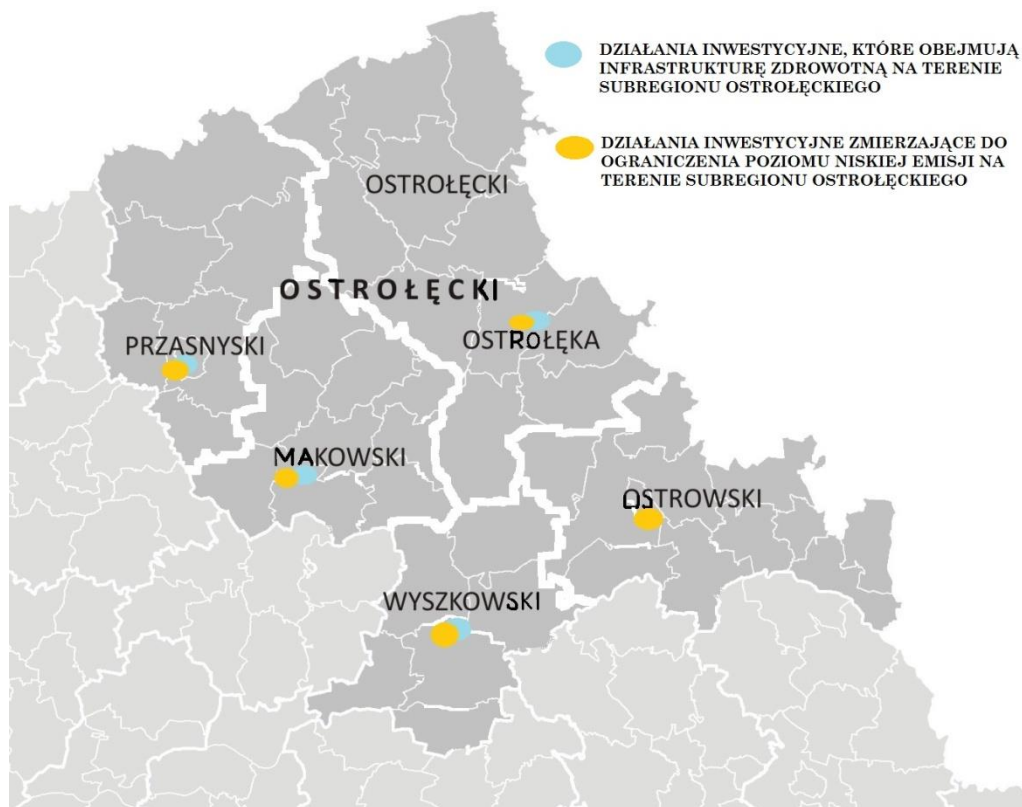 DZIAŁANIA INWESTYCYJNE, KTÓRE OBEJMUJĄ
INFRASTRUKTURĘ ZDROWOTNĄ NA TERENIE
SUBREGIONU OSTROŁĘCKIEGO
DZIAŁANIA INWESTYCYJNE ZMIERZAJĄCE DO
OGRANICZENIA POZIOMU NISKIEJ EMISJI NA
TERENIE SUBREGIONU OSTROŁĘCKIEGO
OSTROŁĘCKI
OSTROŁĘCKI
OSTROŁĘKA
PRZASNYSKI
MAKOWSKI
OSTROWSKI
WYSZKOWSKI